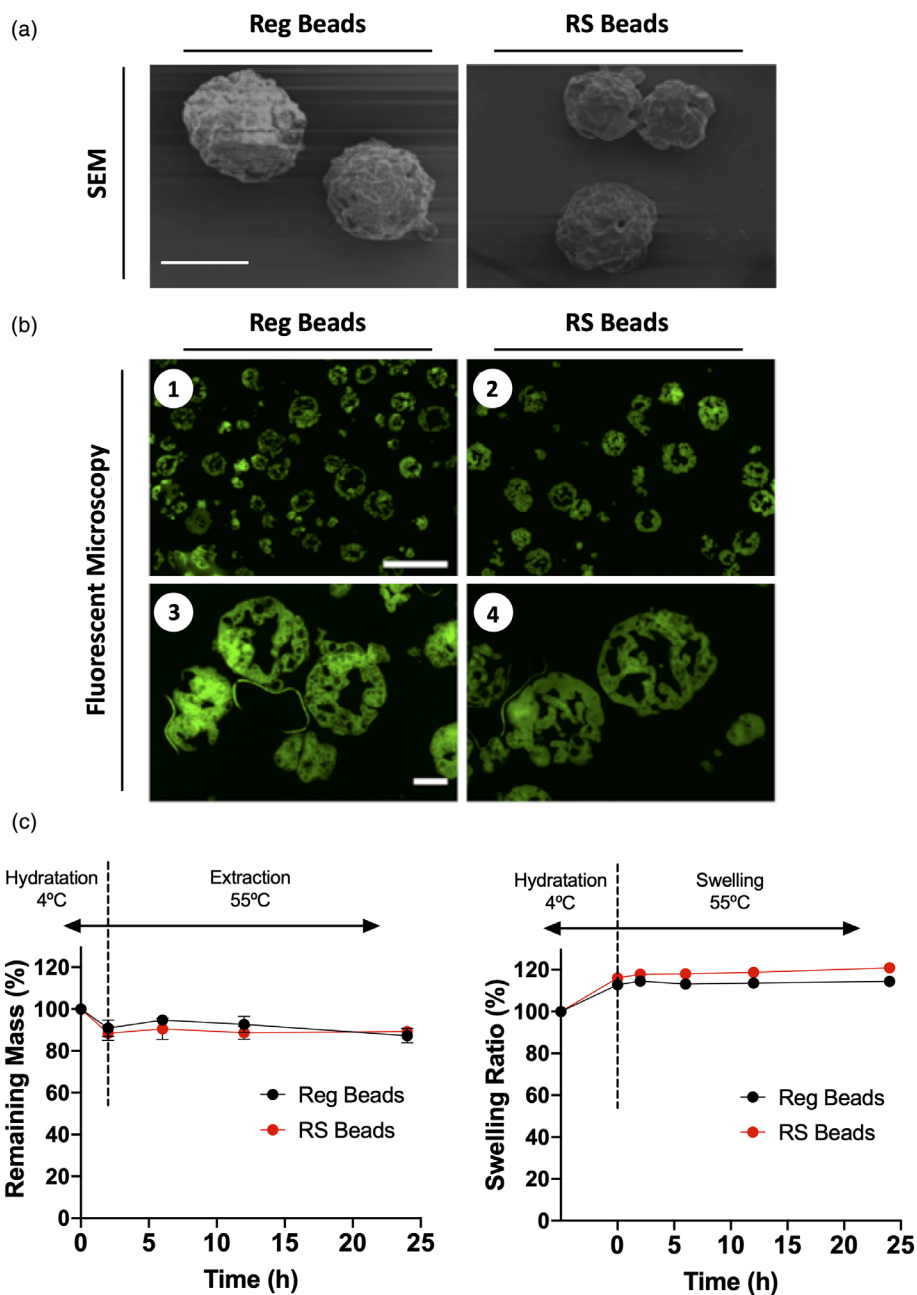 (a)
Reg Beads
RS Beads
SEM
(b)
Reg Beads
RS Beads
Fluorescent Microscopy
1
2
3
4
(c)
Hydratation
4ºC
Extraction
55ºC
Remaining Mass (%)
120
100
80
60
40
20
0
0 5 10 15 20 25
Time (h)
Reg Beads
RS Beads
Hydratation
4ºC
Swelling
55ºC
Swelling Ratio (%)
120
100
80
60
40
20
0
0 5 10 15 20 25
Time (h)
Reg Beads
RS Beads